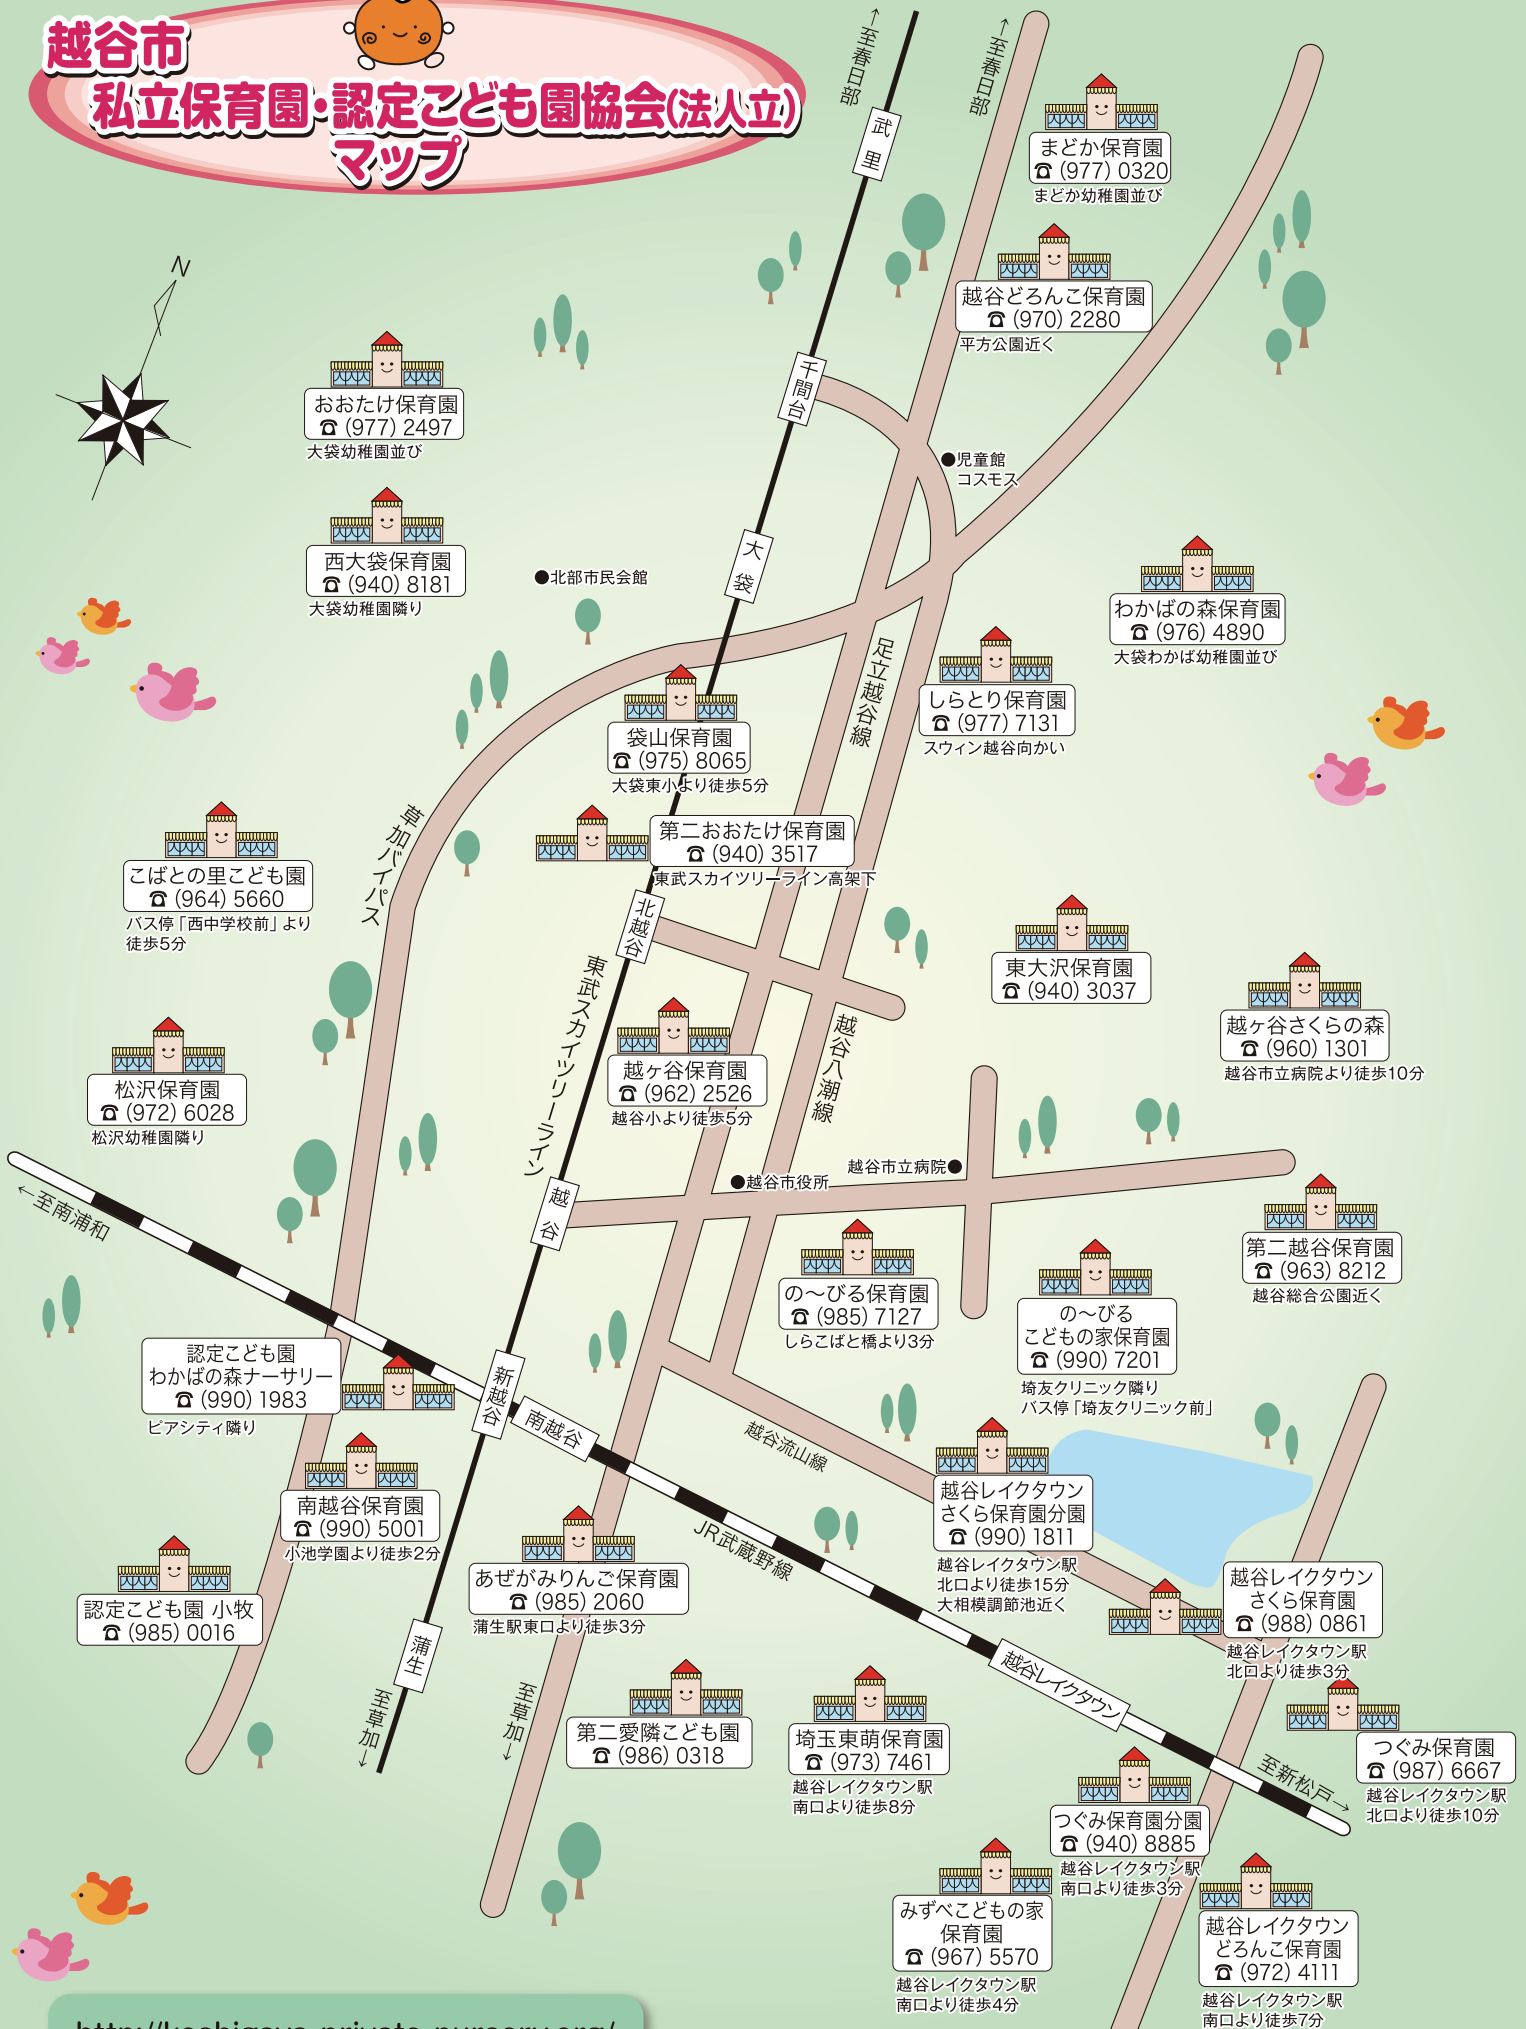 越谷市
私立保育園・認定こども園協会(法人立)
マップ
↑至春日部
↑至春日部
武里
まどか保育園
☎ (977) 0320
まどか幼稚園並び
N
越谷どろんこ保育園
☎ (970) 2280
平方公園近く
おおたけ保育園
☎ (977) 2497
大袋幼稚園並び
千間台
●児童館
コスモス
西大袋保育園
☎ (940) 8181
大袋幼稚園隣り
●北部市民会館
大袋
わかばの森保育園
☎ (976) 4890
大袋わかば幼稚園並び
足立越谷線
しらとり保育園
☎ (977) 7131
スウィン越谷向かい
袋山保育園
☎ (975) 8065
大袋東小より徒歩5分
草加バイパス
第二おおたけ保育園
☎ (940) 3517
東武スカイツリーライン高架下
こばとの里こども園
☎ (964) 5660
バス停「西中学校前」より
徒歩5分
北越谷
東武スカイツリーライン
東大沢保育園
☎ (940) 3037
越ヶ谷さくらの森
☎ (960) 1301
越谷市立病院より徒歩10分
越谷八潮線
越ヶ谷保育園
☎ (962) 2526
越谷小より徒歩5分
松沢保育園
☎ (972) 6028
松沢幼稚園隣り
←至南浦和
越谷市立病院●
●越谷市役所
越谷
第二越谷保育園
☎ (963) 8212
越谷総合公園近く
の〜びる保育園
☎ (985) 7127
しらこばと橋より3分
の〜びる
こどもの家保育園
☎ (990) 7201
埼友クリニック隣り
バス停「埼友クリニック前」
認定こども園
わかばの森ナーサリー
☎ (990) 1983
ピアシティ隣り
新越谷
南越谷
越谷流山線
南越谷保育園
☎ (990) 5001
小池学園より徒歩2分
越谷レイクタウン
さくら保育園分園
☎ (990) 1811
越谷レイクタウン駅
北口より徒歩15分
大相模調節池近く
JR武蔵野線
あぜがみりんご保育園
☎ (985) 2060
蒲生駅東口より徒歩3分
認定こども園 小牧
☎ (985) 0016
越谷レイクタウン
さくら保育園
☎ (988) 0861
越谷レイクタウン駅
北口より徒歩3分
蒲生
至草加↓
至草加↓
越谷レイクタウン
第二愛隣こども園
☎ (986) 0318
埼玉東萌保育園
☎ (973) 7461
越谷レイクタウン駅
南口より徒歩8分
つぐみ保育園
☎ (987) 6667
越谷レイクタウン駅
北口より徒歩10分
至新松戸→
つぐみ保育園分園
☎ (940) 8885
越谷レイクタウン駅
南口より徒歩3分
みずべこどもの家
保育園
☎ (967) 5570
越谷レイクタウン駅
南口より徒歩4分
越谷レイクタウン
どろんこ保育園
☎ (972) 4111
越谷レイクタウン駅
南口より徒歩7分
http://koshigaya-private-nursery.org/